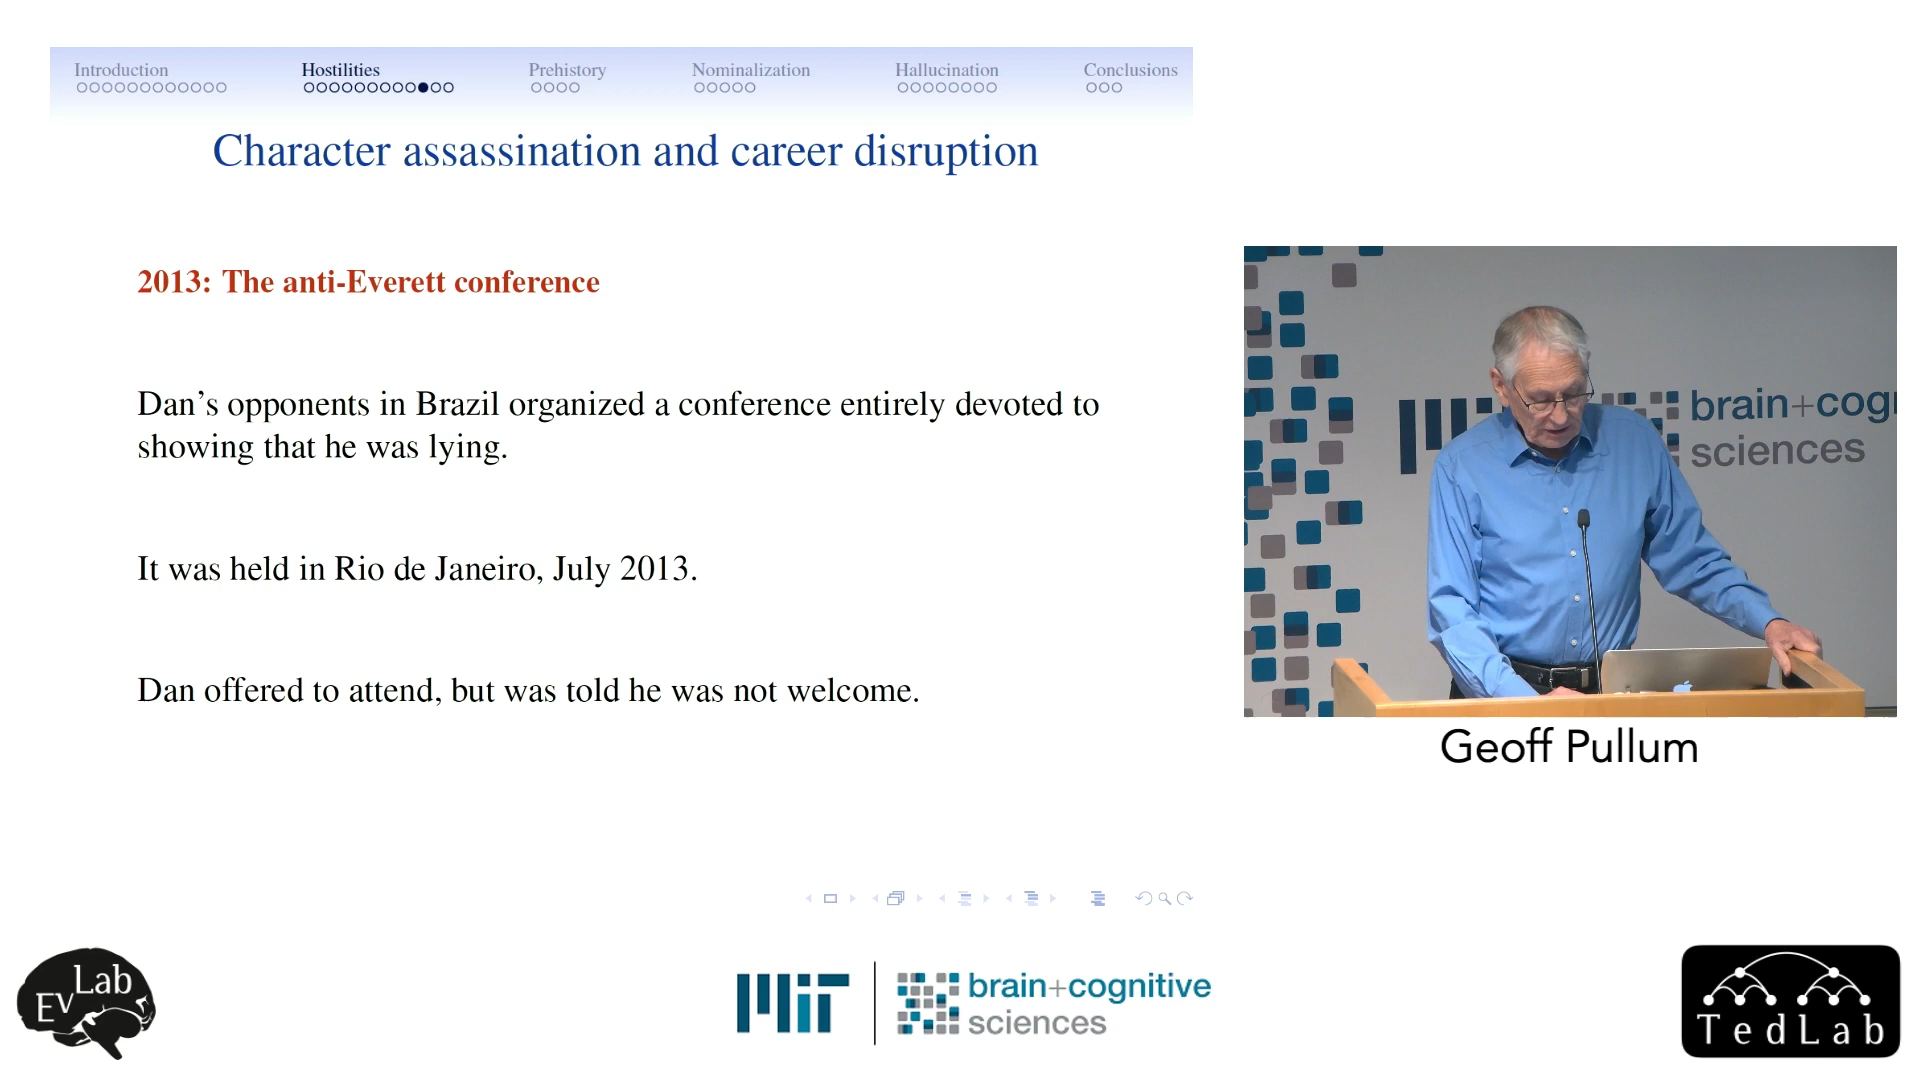 Introduction
Hostilities
Prehistory
Nominalization
Hallucination
Conclusions
Character assassination and career disruption
2013: The anti-Everett conference
Dan's opponents in Brazil organized a conference entirely devoted to
showing that he was lying.
It was held in Rio de Janeiro, July 2013.
Dan offered to attend, but was told he was not welcome.
brain+cog
sciences
Geoff Pullum
EV Lab
MIT
brain+cognitive
sciences
TedLab